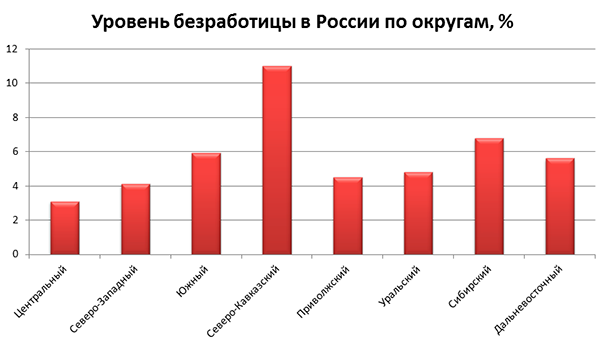 Уровень безработицы в России по округам, %
12
10
8
6
4
2
0
Центральный
Северо-Западный
Южный
Северо-Кавказский
Приволжский
Уральский
Сибирский
Дальневосточный